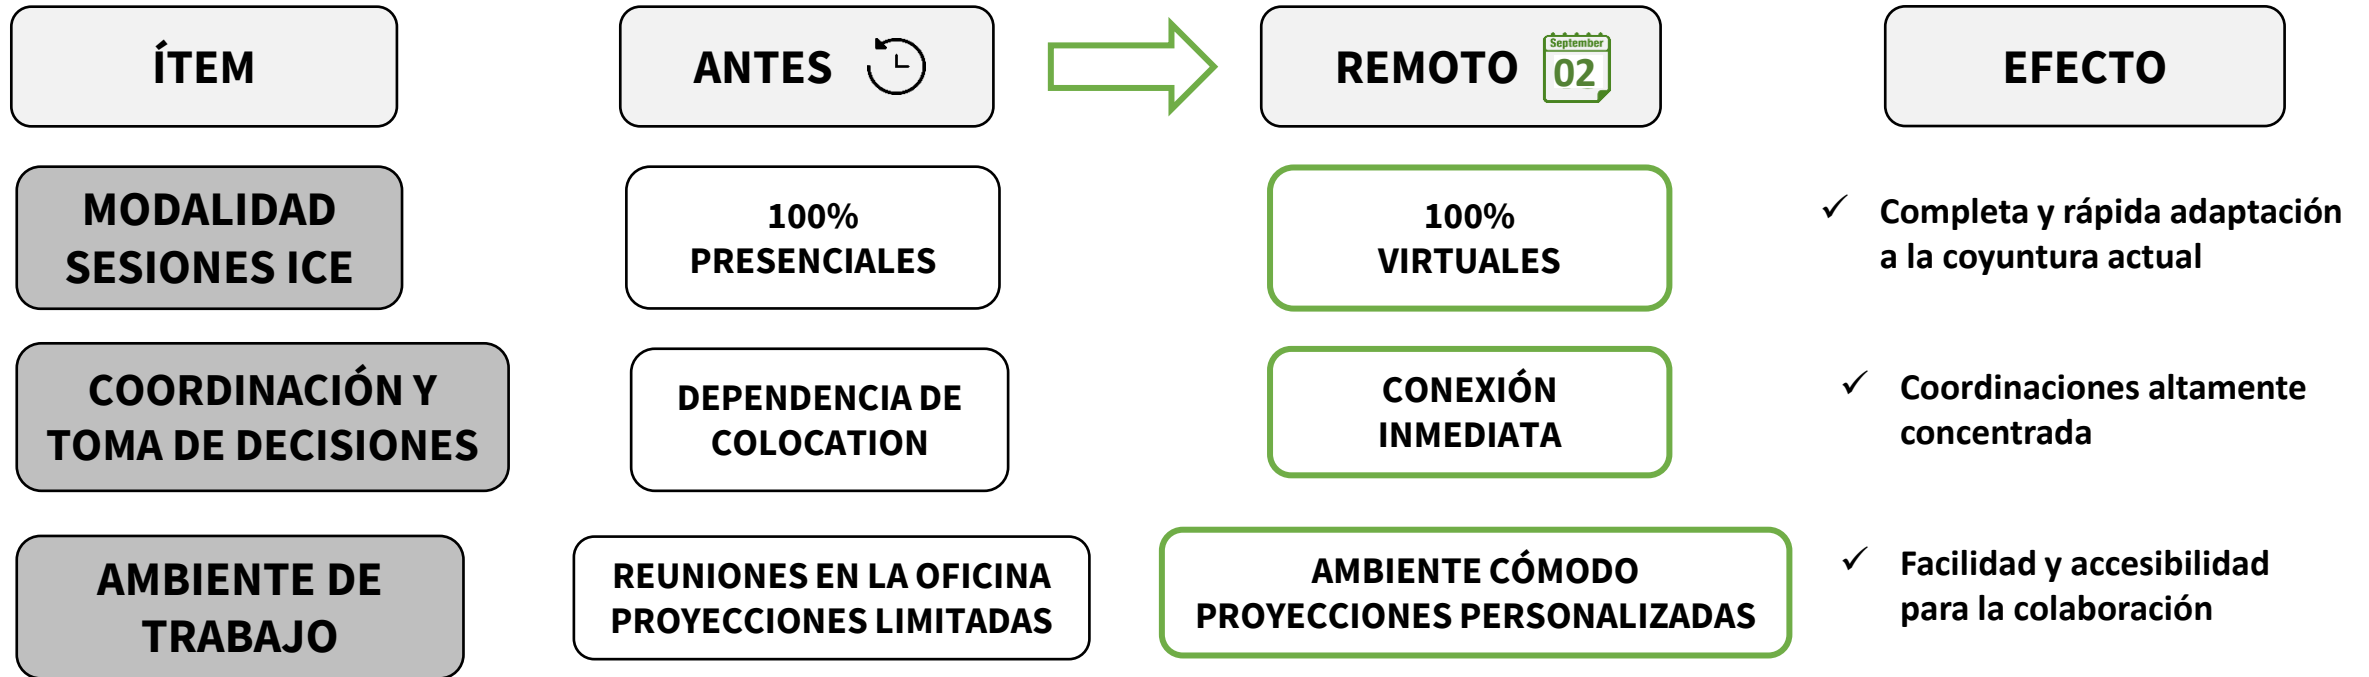 ÍTEM
ANTES
REMOTO
September
02
EFECTO
MODALIDAD
SESIONES ICE
100%
PRESENCIALES
100%
VIRTUALES
Completa y rápida adaptación
a la coyuntura actual
COORDINACIÓN Y
TOMA DE DECISIONES
DEPENDENCIA DE
COLOCATION
CONEXIÓN
INMEDIATA
Coordinaciones altamente
concentrada
AMBIENTE DE
TRABAJO
REUNIONES EN LA OFICINA
PROYECCIONES LIMITADAS
AMBIENTE CÓMODO
PROYECCIONES PERSONALIZADAS
Facilidad y accesibilidad
para la colaboración